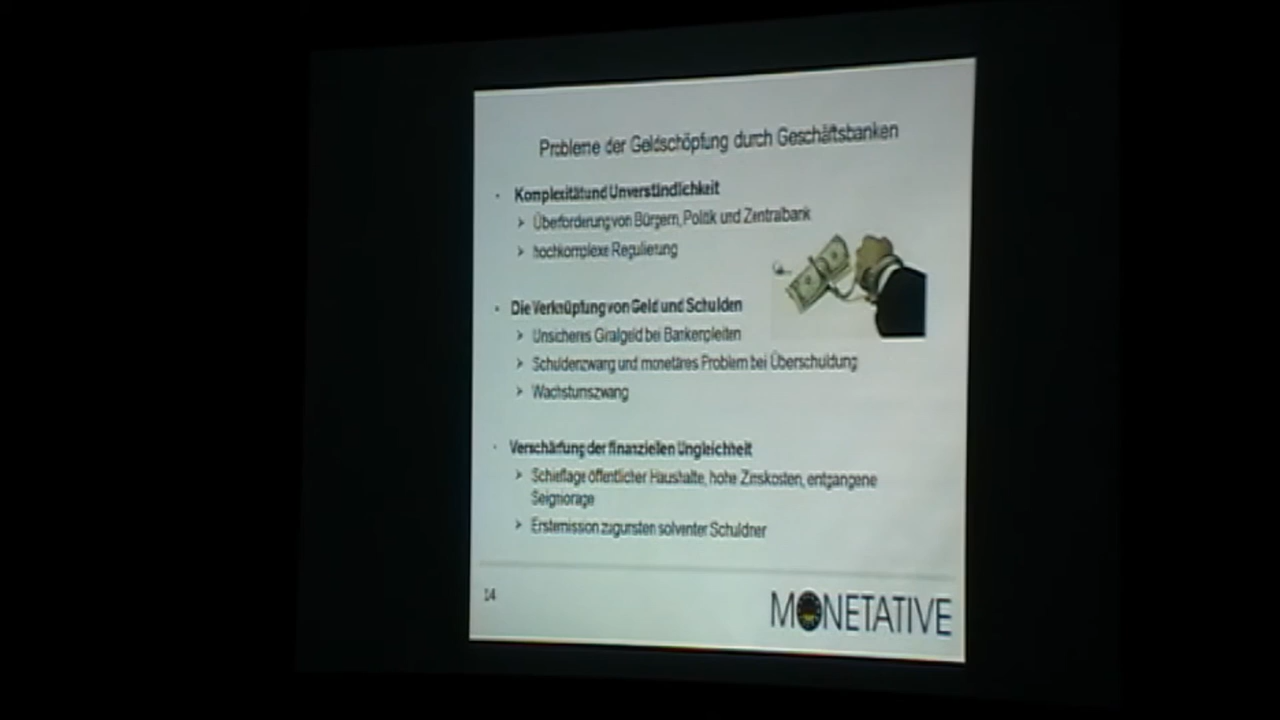 Probleme der Geldschöpfung durch Geschäftsbanken
• Komplexität und Unverständlichkeit
➢ Überforderung von Bürgern, Politik und Zentralbank
➢ hochkomplexe Regulierung
• Die Verknüpfung von Geld und Schulden
➢ Unsicheres Giralgeld bei Bankenpleiten
➢ Schuldenzwang und monetäres Problem bei Überschuldung
➢ Wachstumszwang
• Verschärfung der finanziellen Ungleichheit
➢ Schieflage öffentlicher Haushalte, hohe Zinskosten, entgangene
Seigniorage
➢ Erstemission zugunsten solventer Schuldner
14
MONETATIVE